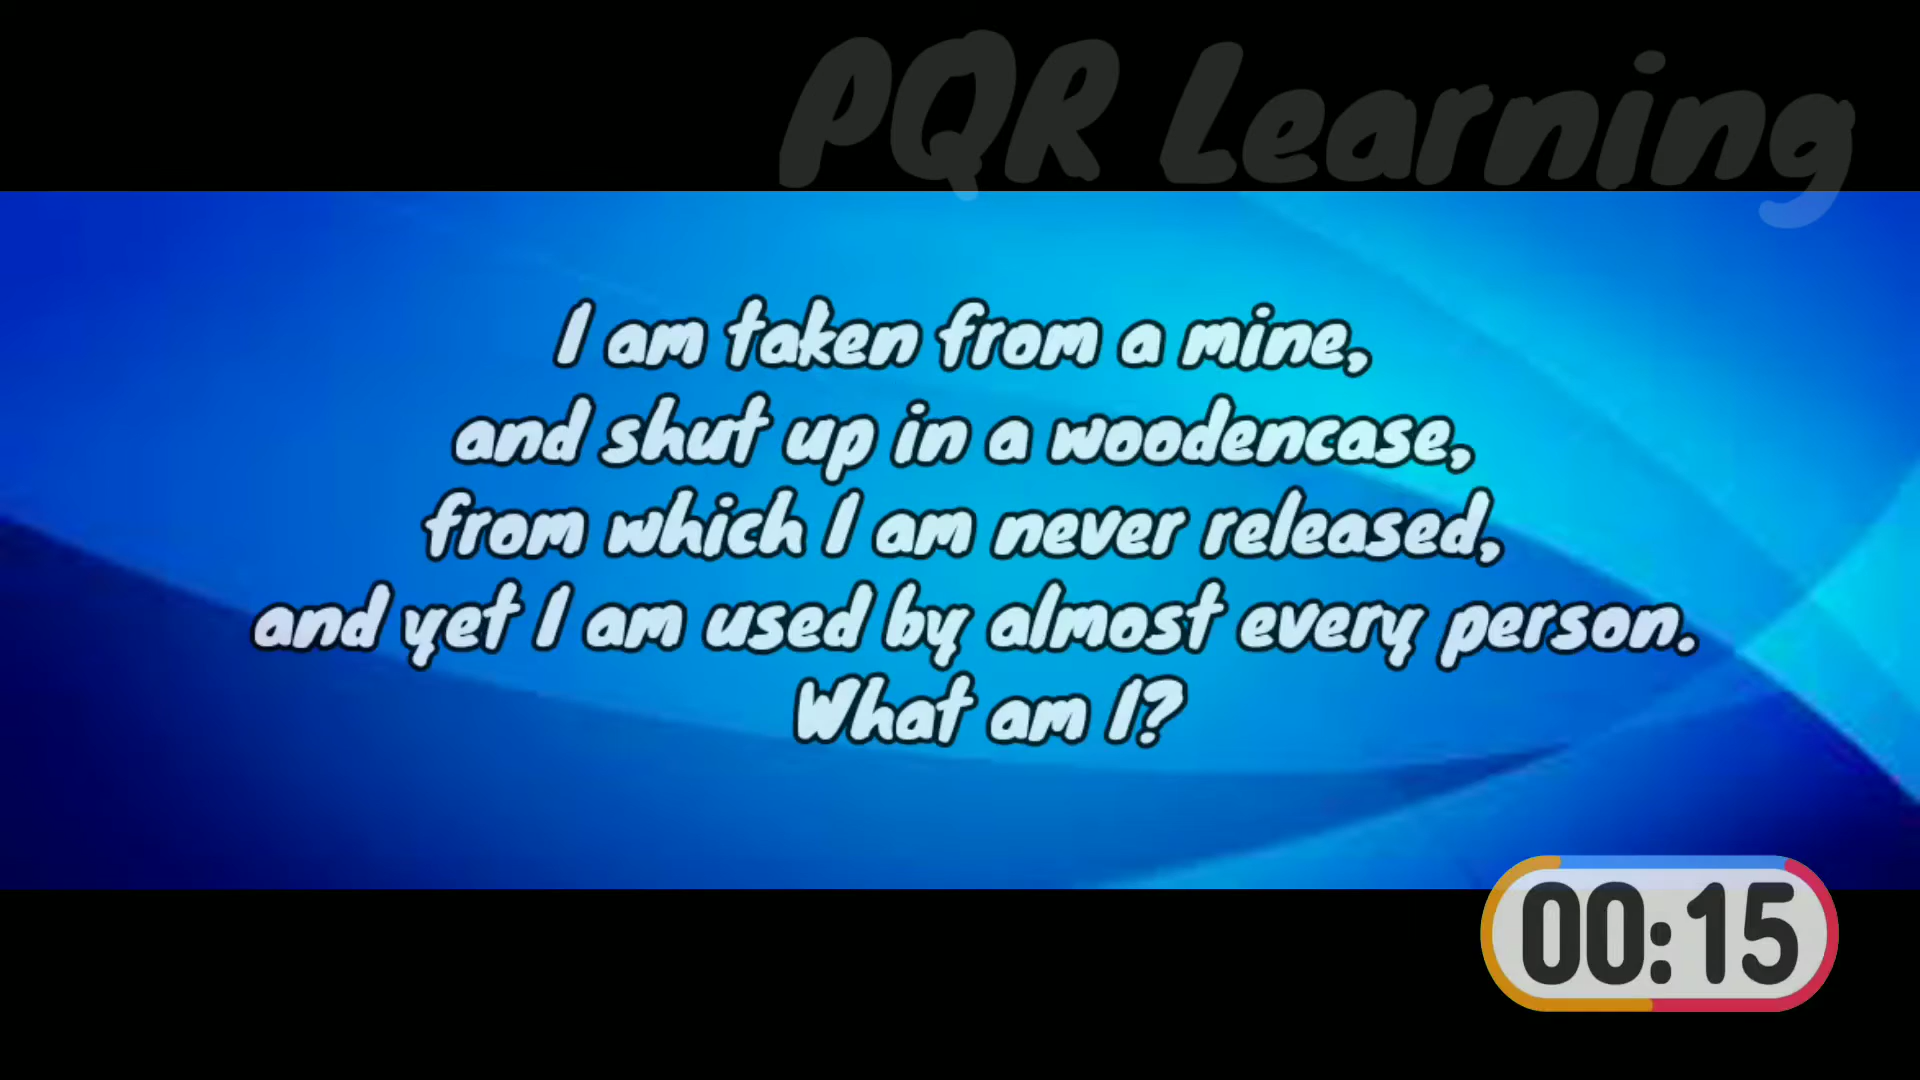 PQR Learning
I am taken from a mine,
and shut up in a woodencase,
from which I am never released,
and yet I am used by almost every person.
What am I?
00:15